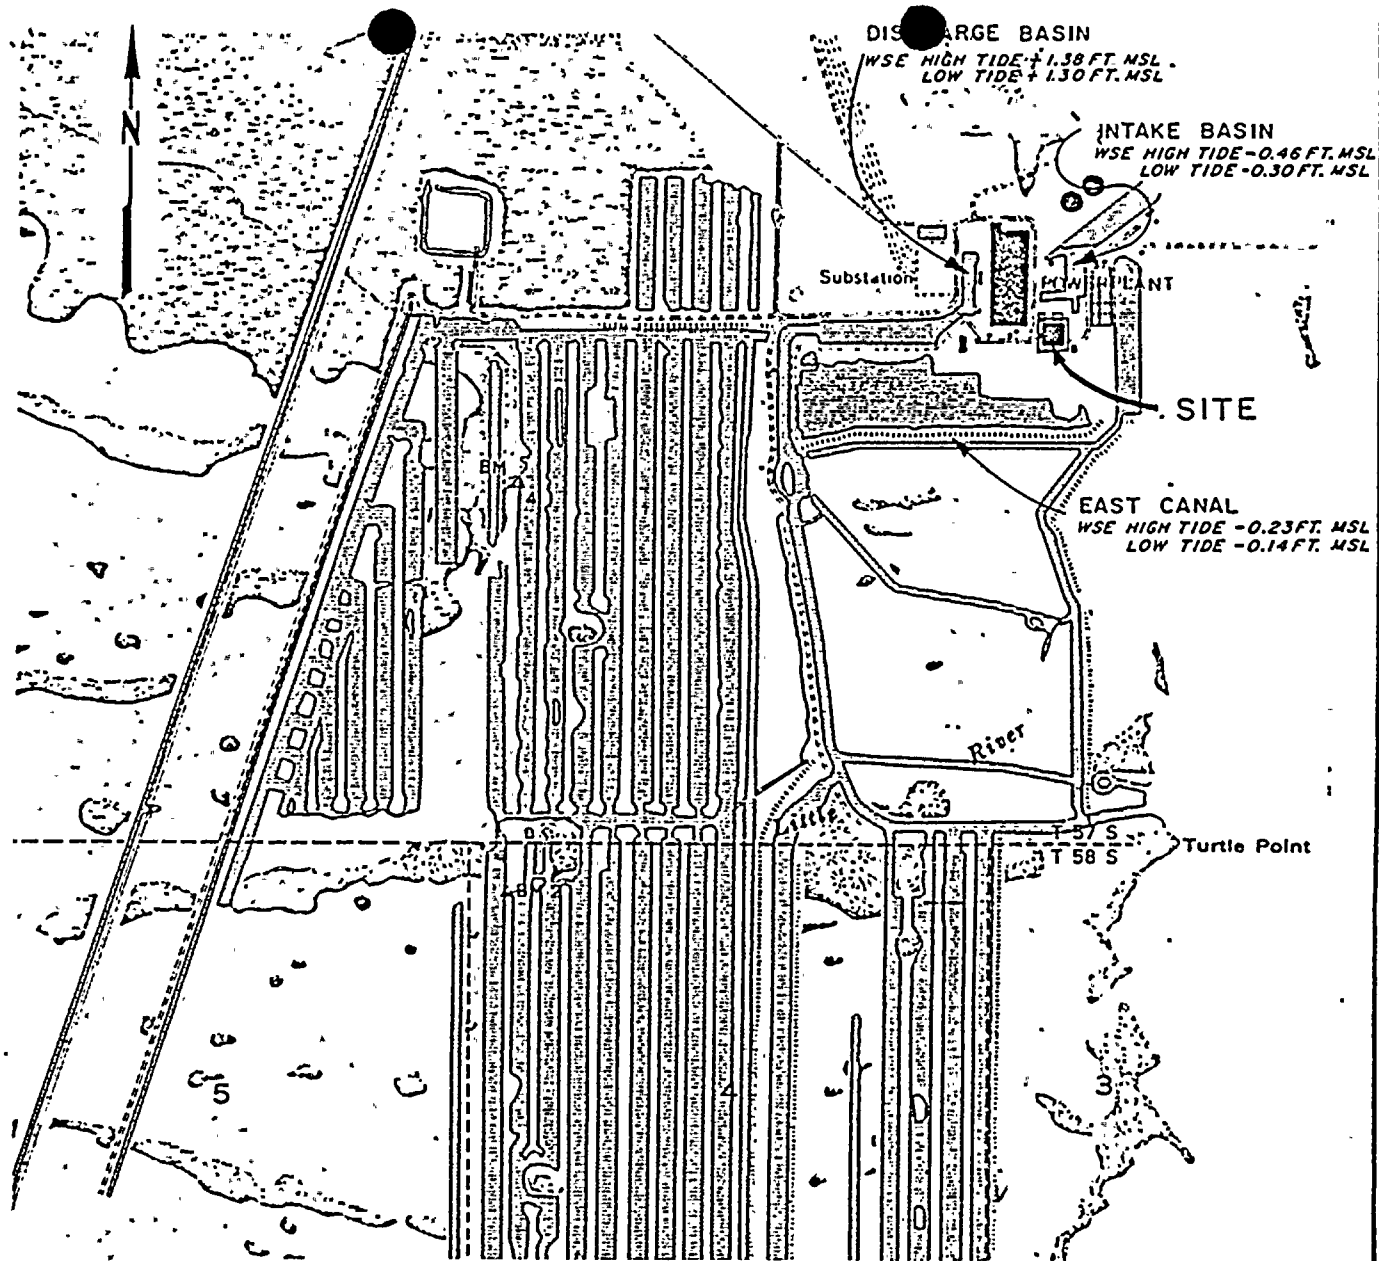 DIS ARGE BASIN
WSE HIGH TIDE + 1.38 FT. MSL.
LOW TIDE + 1.30 FT. MSL
N
INTAKE BASIN
WSE HIGH TIDE -0.46 FT. MSL
LOW TIDE -0.30 FT. MSL
Substation
PLANT
SITE
BM
EAST CANAL
WSE HIGH TIDE -0.23 FT. MSL
LOW TIDE -0.14 FT. MSL
River
T 57 S
T 58 S
Turtle Point
5
3